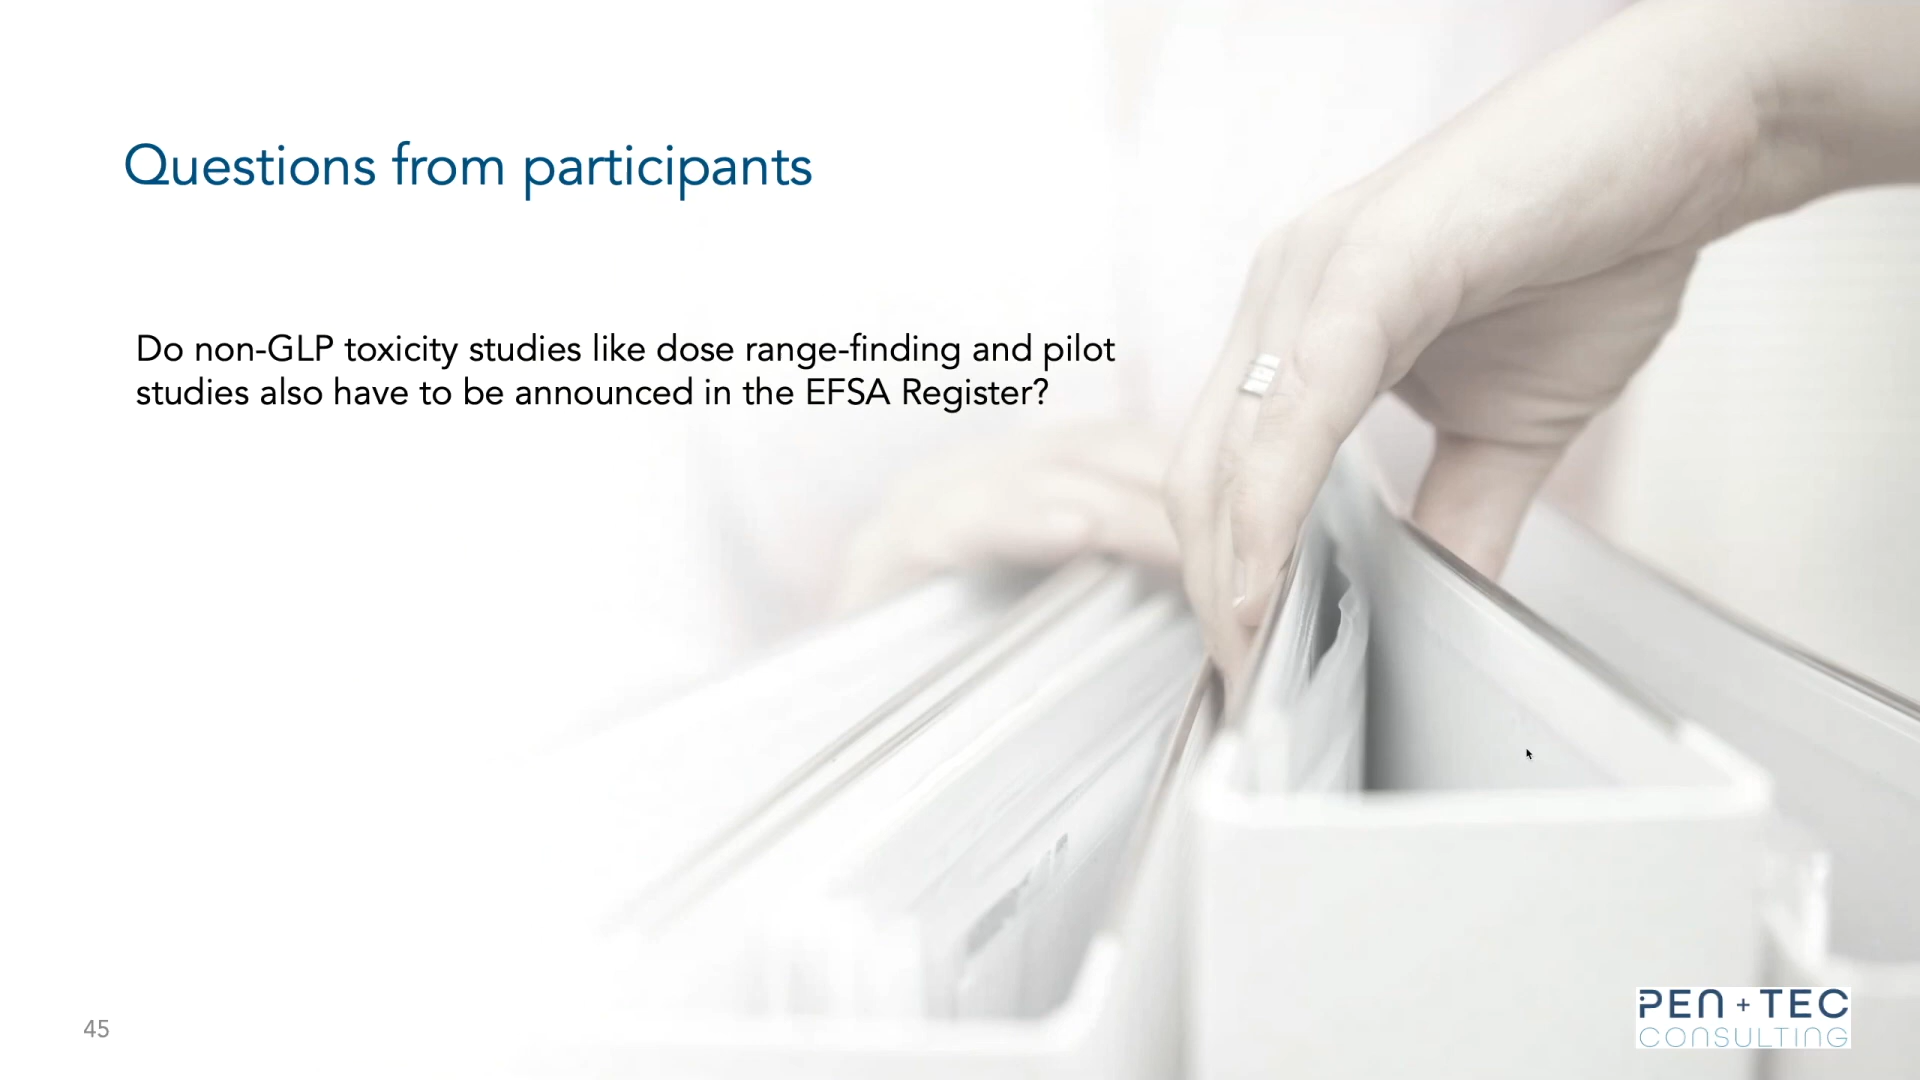 Questions from participants
Do non-GLP toxicity studies like dose range-finding and pilot
studies also have to be announced in the EFSA Register?
45
PEN + TEC
CONSULTING